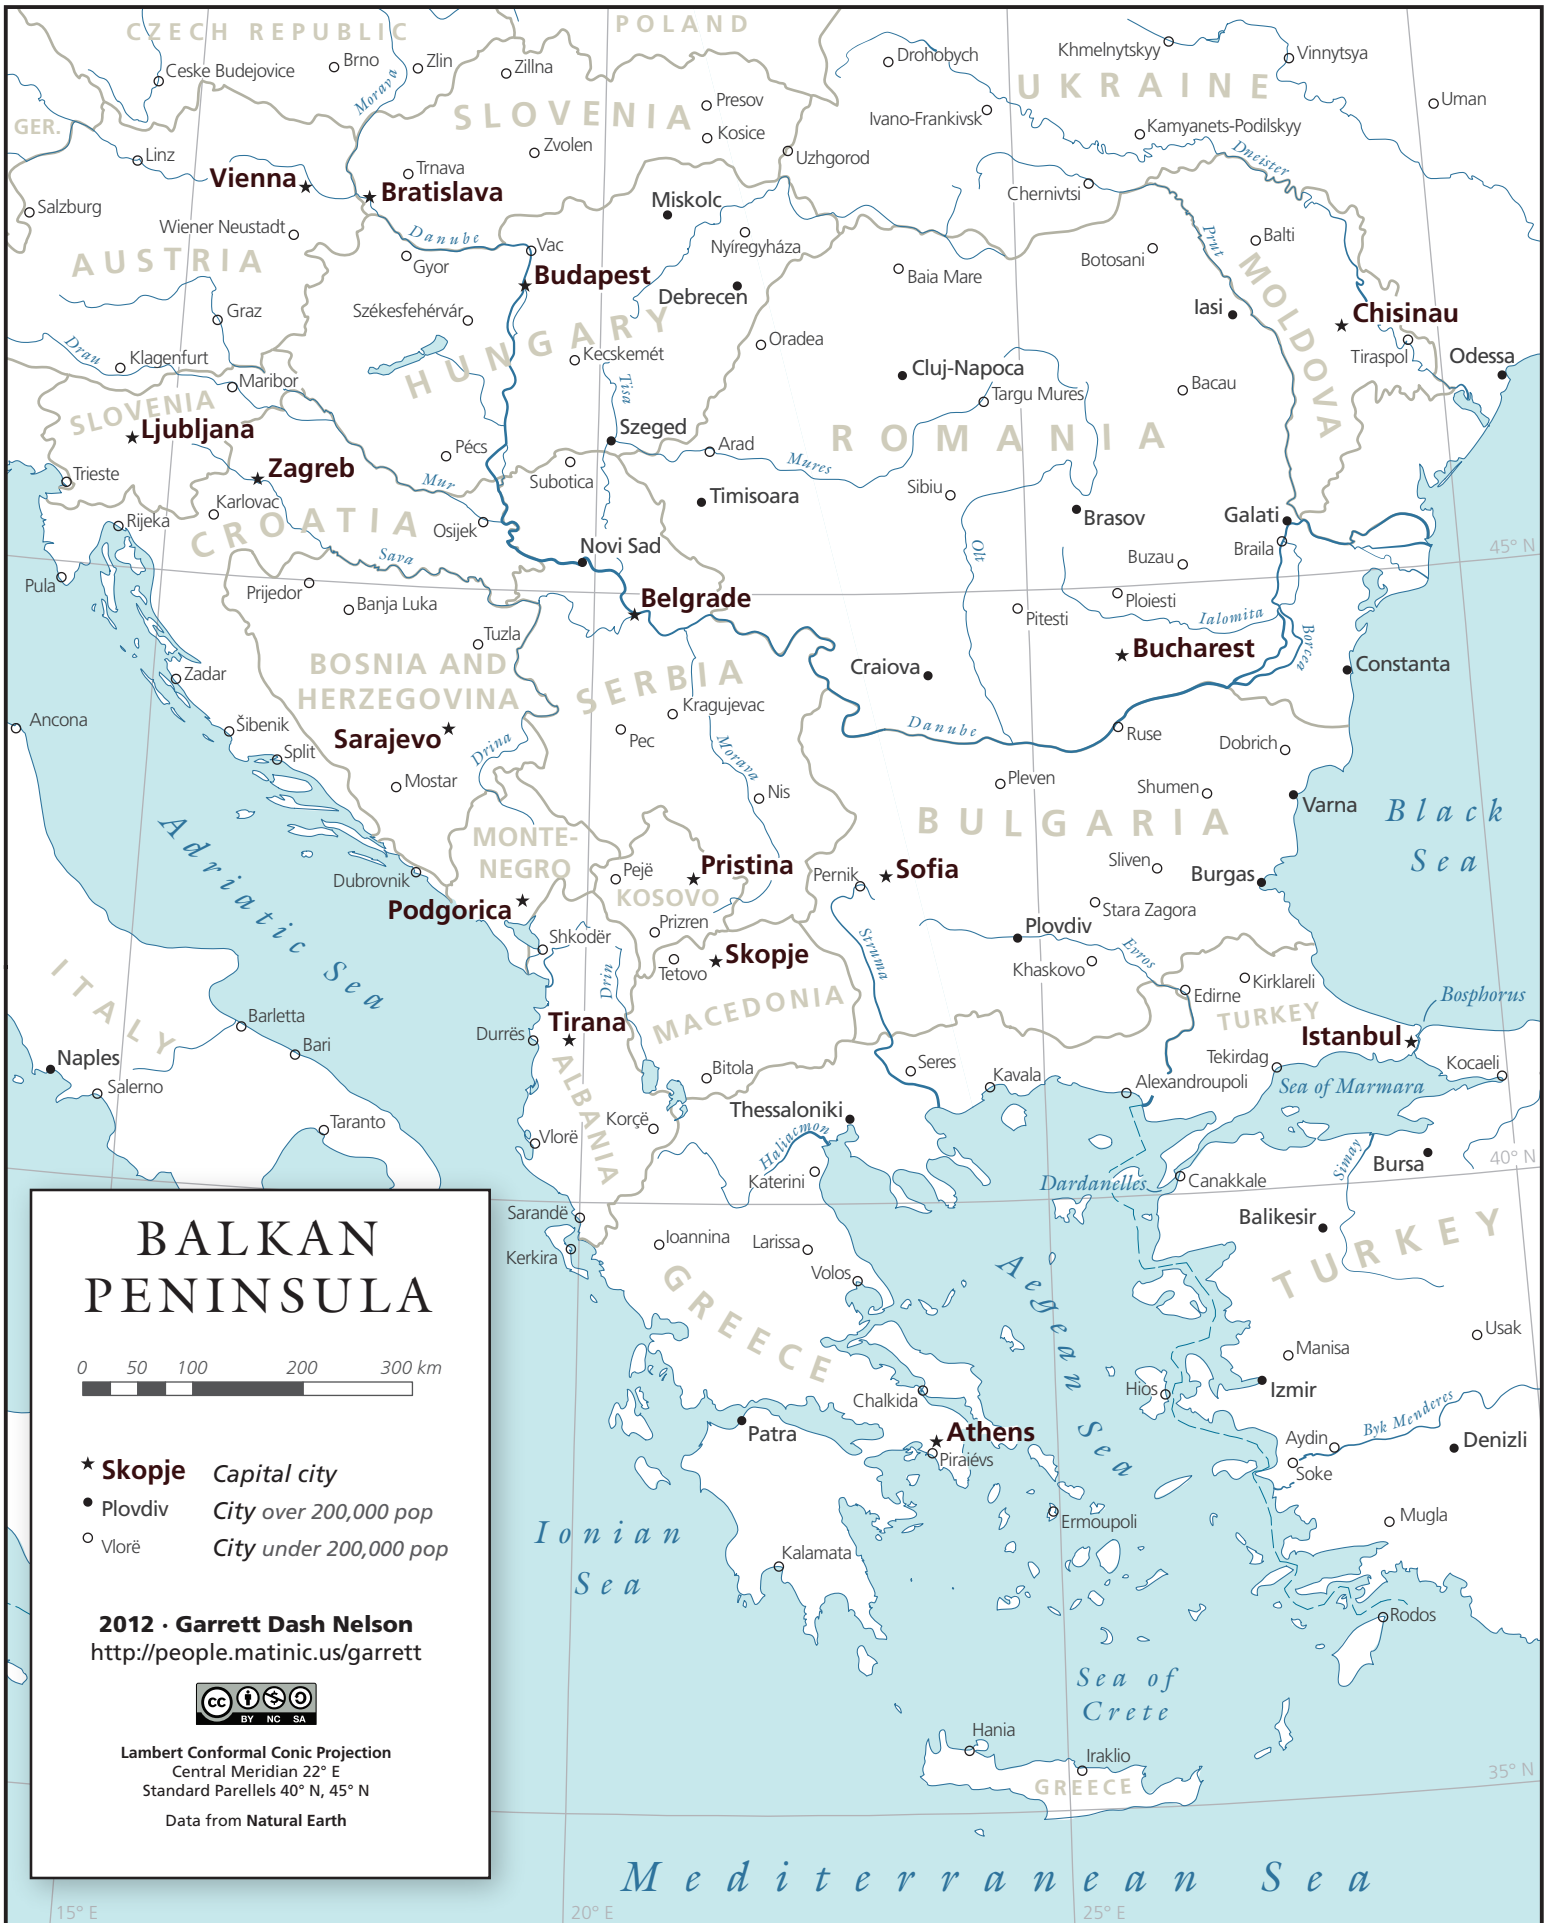 CZECH REPUBLIC
POLAND
Ceske Budejovice
Brno
Zlin
Zillna
Drohobych
Khmelnytskyy
Vinnytsya
Morava
UKRAINE
Uman
GER.
SLOVENIA
Presov
Kosice
Ivano-Frankivsk
Kamyanets-Podilskyy
Linz
Zvolen
Uzhgorod
Dneister
Vienna
Trnava
Bratislava
Miskolc
Chernivtsi
Salzburg
Wiener Neustadt
Danube
Vac
Nyíregyháza
Prut
Balti
AUSTRIA
Gyor
Budapest
Debrecen
Baia Mare
Botosani
MOLDOVA
Graz
Székesfehérvár
HUNGARY
Iasi
Chisinau
Drau
Klagenfurt
Kecskemét
Oradea
Tiraspol
Odessa
Maribor
Tisa
Cluj-Napoca
Targu Mures
Bacau
SLOVENIA
Ljubljana
Szeged
Arad
ROMANIA
Zagreb
Pécs
Mures
Trieste
Mur
Subotica
Timisoara
Sibiu
Karlovac
Rijeka
CROATIA
Osijek
Brasov
Galati
Novi Sad
Olt
Buzau
Braila
45° N
Sava
Pula
Prijedor
Banja Luka
Belgrade
Pitesti
Ploiesti
Ialomita
Borcea
Tuzla
Bucharest
BOSNIA AND
HERZEGOVINA
SERBIA
Craiova
Constanta
Zadar
Kragujevac
Ancona
Šibenik
Sarajevo
Drina
Pec
Morava
Danube
Ruse
Dobrich
Split
Mostar
Nis
Pleven
Shumen
Varna
Black
Sea
BULGARIA
Adriatic Sea
MONTE-
NEGRO
Pejë
Pristina
Pernik
Sofia
Sliven
Burgas
Dubrovnik
KOSOVO
Podgorica
Prizren
Stara Zagora
Shkodër
Skopje
Struma
Plovdiv
Evros
Tetovo
Khaskovo
Drin
Kirklareli
Edirne
ITALY
MACEDONIA
TURKEY
Bosphorus
Barletta
Tirana
Durrës
Istanbul
Bari
Naples
ALBANIA
Bitola
Seres
Tekirdag
Kocaeli
Salerno
Kavala
Alexandroupoli
Sea of Marmara
Thessaloniki
Taranto
Korçë
Vlorë
Haliacmon
Simay
Bursa
40° N
Katerini
Dardanelles
Canakkale
Sarandë
Balikesir
Ioannina
Larissa
Kerkira
TURKEY
Volos
Aegean Sea
GREECE
Usak
Manisa
Hios
Izmir
Chalkida
Byk Menderes
Patra
Athens
Aydin
Denizli
Piraiévs
Soke
Ermoupoli
Mugla
Ionian
Sea
Kalamata
Rodos
Sea of
Crete
Hania
Iraklio
GREECE
35° N
Mediterranean Sea
15° E
20° E
25° E
BALKAN
PENINSULA
0 50 100 200 300 km
Skopje Capital city
Plovdiv City over 200,000 pop
Vlorë City under 200,000 pop
2012 · Garrett Dash Nelson
http://people.matinic.us/garrett
cc
BY NC SA
Lambert Conformal Conic Projection
Central Meridian 22° E
Standard Parellels 40° N, 45° N
Data from Natural Earth